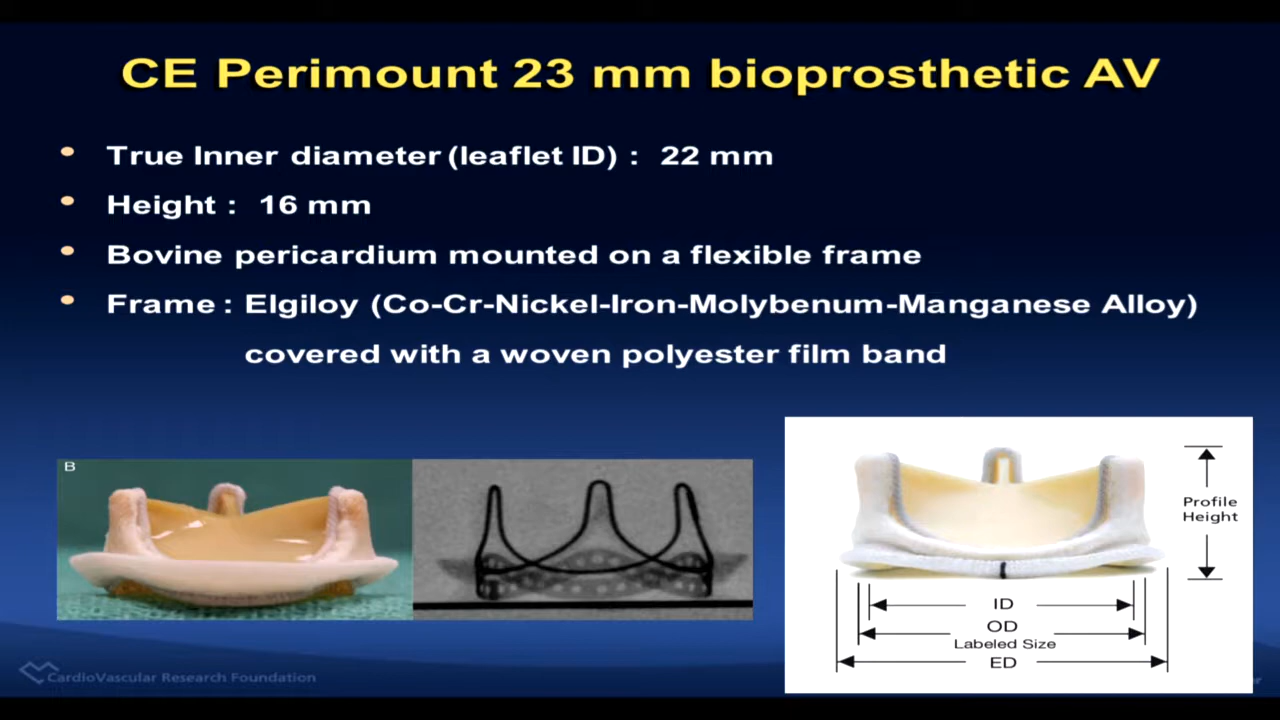 CE Perimount 23 mm bioprosthetic AV
• True Inner diameter (leaflet ID) : 22 mm
• Height : 16 mm
• Bovine pericardium mounted on a flexible frame
• Frame : Elgiloy (Co-Cr-Nickel-Iron-Molybenum-Manganese Alloy)
covered with a woven polyester film band
B
Profile
Height
ID
OD
Labeled Size
ED
CardioVascular Research Foundation